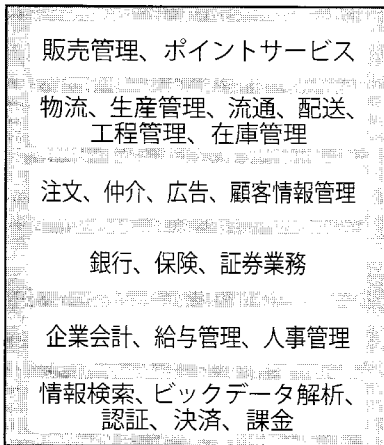 販売管理、ポイントサービス
物流、生産管理、流通、配送、
工程管理、在庫管理
注文、仲介、広告、顧客情報管理
銀行、保険、証券業務
企業会計、給与管理、人事管理
情報検索、ビックデータ解析、
認証、決済、課金